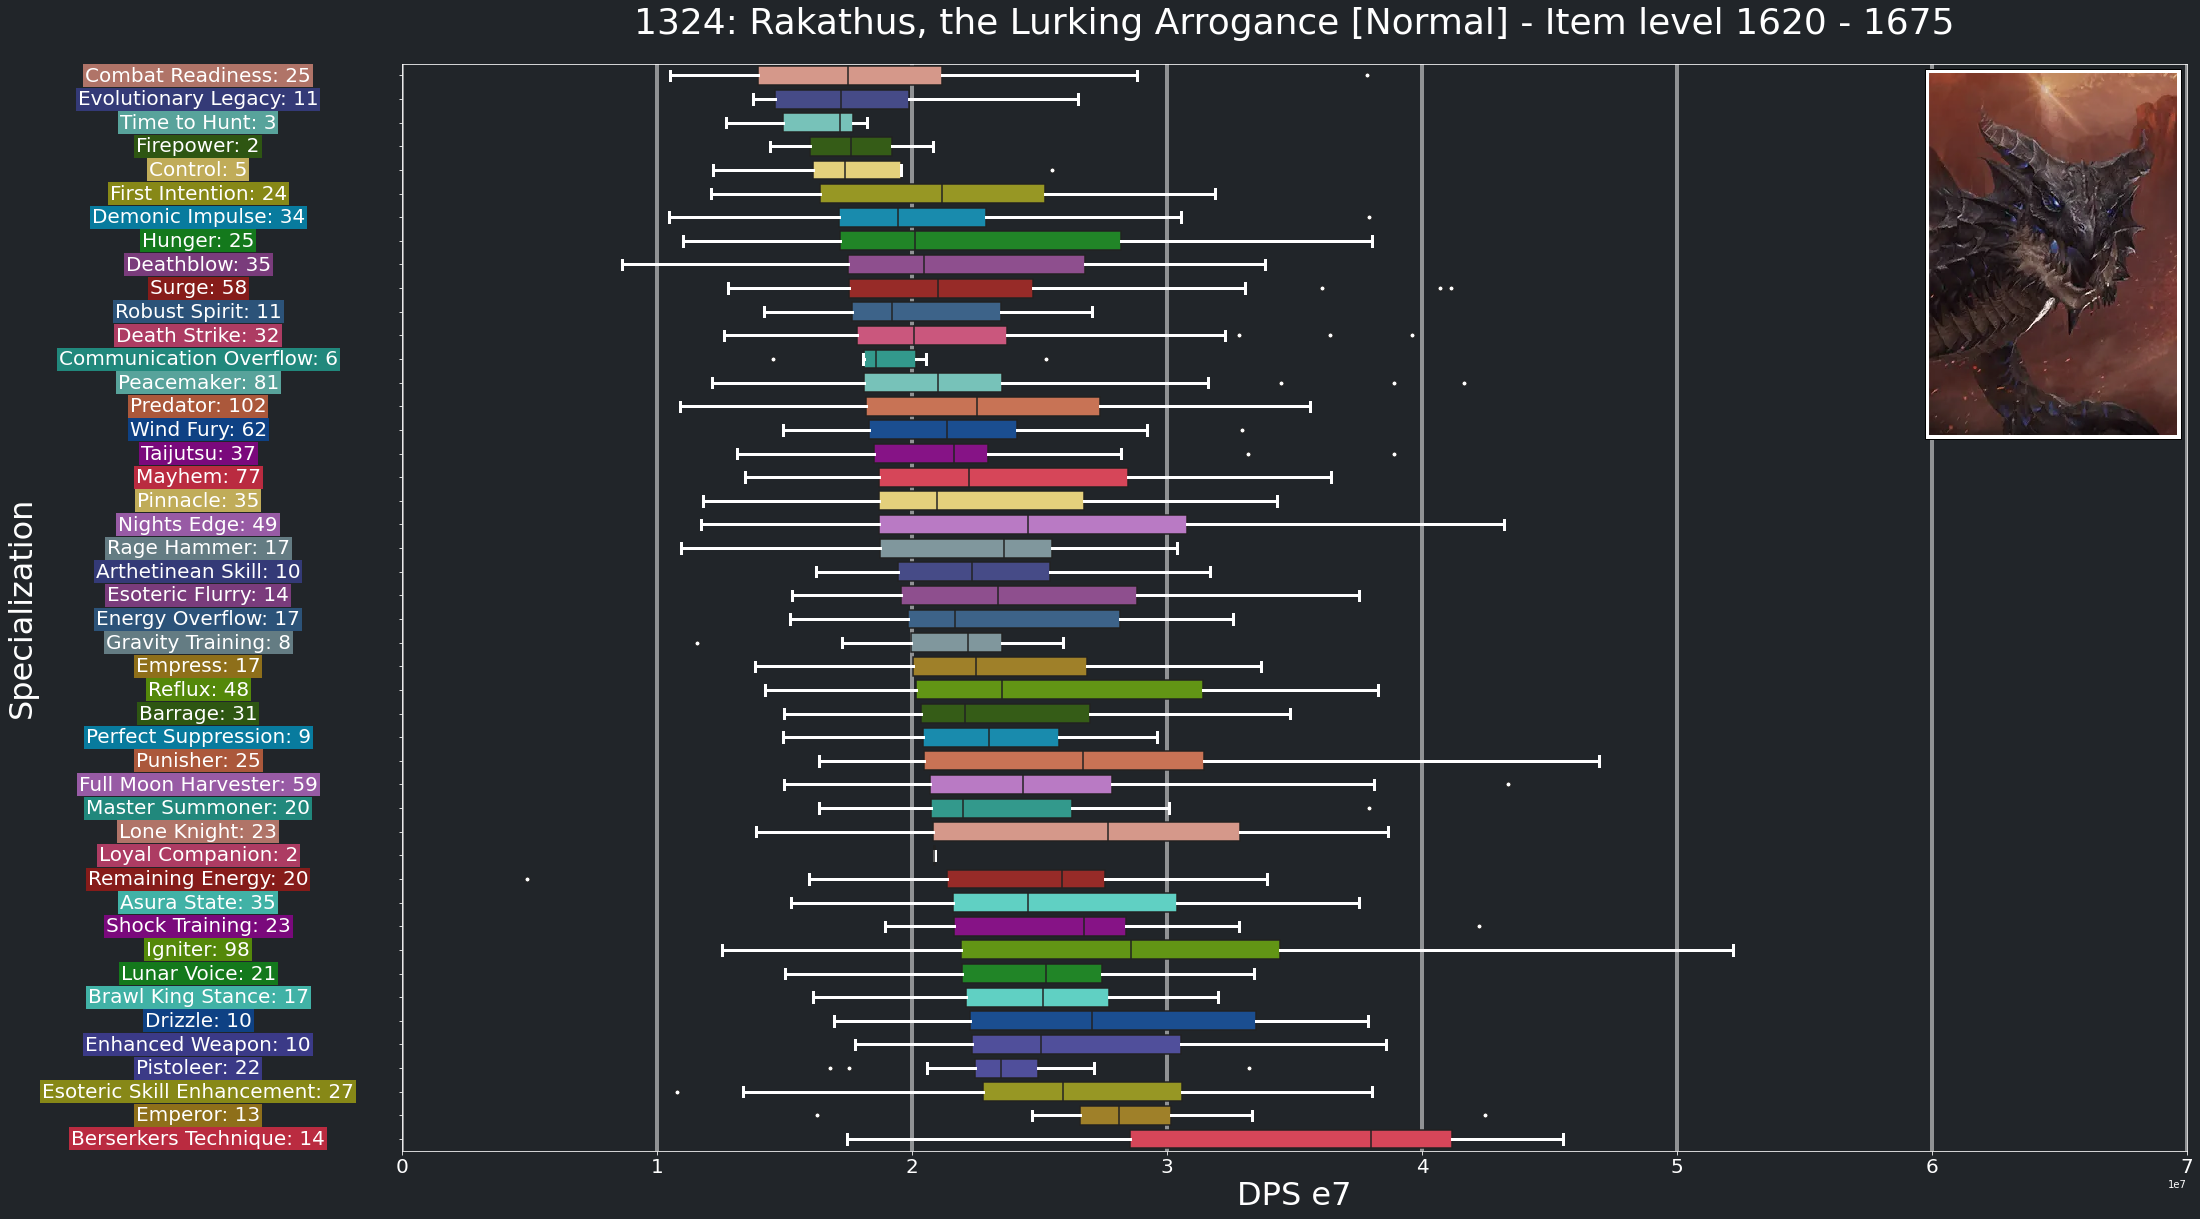 1324: Rakathus, the Lurking Arrogance [Normal] - Item level 1620 - 1675
Specialization
Combat Readiness: 25
Evolutionary Legacy: 11
Time to Hunt: 3
Firepower: 2
Control: 5
First Intention: 24
Demonic Impulse: 34
Hunger: 25
Deathblow: 35
Surge: 58
Robust Spirit: 11
Death Strike: 32
Communication Overflow: 6
Peacemaker: 81
Predator: 102
Wind Fury: 62
Taijutsu: 37
Mayhem: 77
Pinnacle: 35
Nights Edge: 49
Rage Hammer: 17
Arthetinean Skill: 10
Esoteric Flurry: 14
Energy Overflow: 17
Gravity Training: 8
Empress: 17
Reflux: 48
Barrage: 31
Perfect Suppression: 9
Punisher: 25
Full Moon Harvester: 59
Master Summoner: 20
Lone Knight: 23
Loyal Companion: 2
Remaining Energy: 20
Asura State: 35
Shock Training: 23
Igniter: 98
Lunar Voice: 21
Brawl King Stance: 17
Drizzle: 10
Enhanced Weapon: 10
Pistoleer: 22
Esoteric Skill Enhancement: 27
Emperor: 13
Berserkers Technique: 14
0 1 2 3 4 5 6 7
1e7
DPS e7